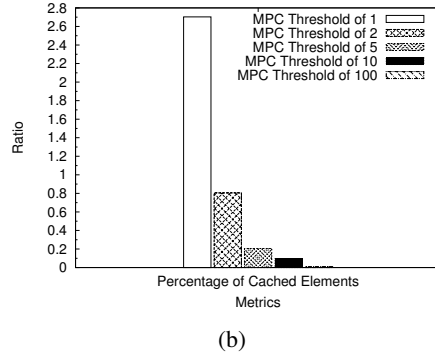 2.8
2.6
2.4
2.2
2
1.8
1.6
1.4
1.2
1
0.8
0.6
0.4
0.2
0
Ratio
MPC Threshold of 1
MPC Threshold of 2
MPC Threshold of 5
MPC Threshold of 10
MPC Threshold of 100
Percentage of Cached Elements
Metrics
(b)